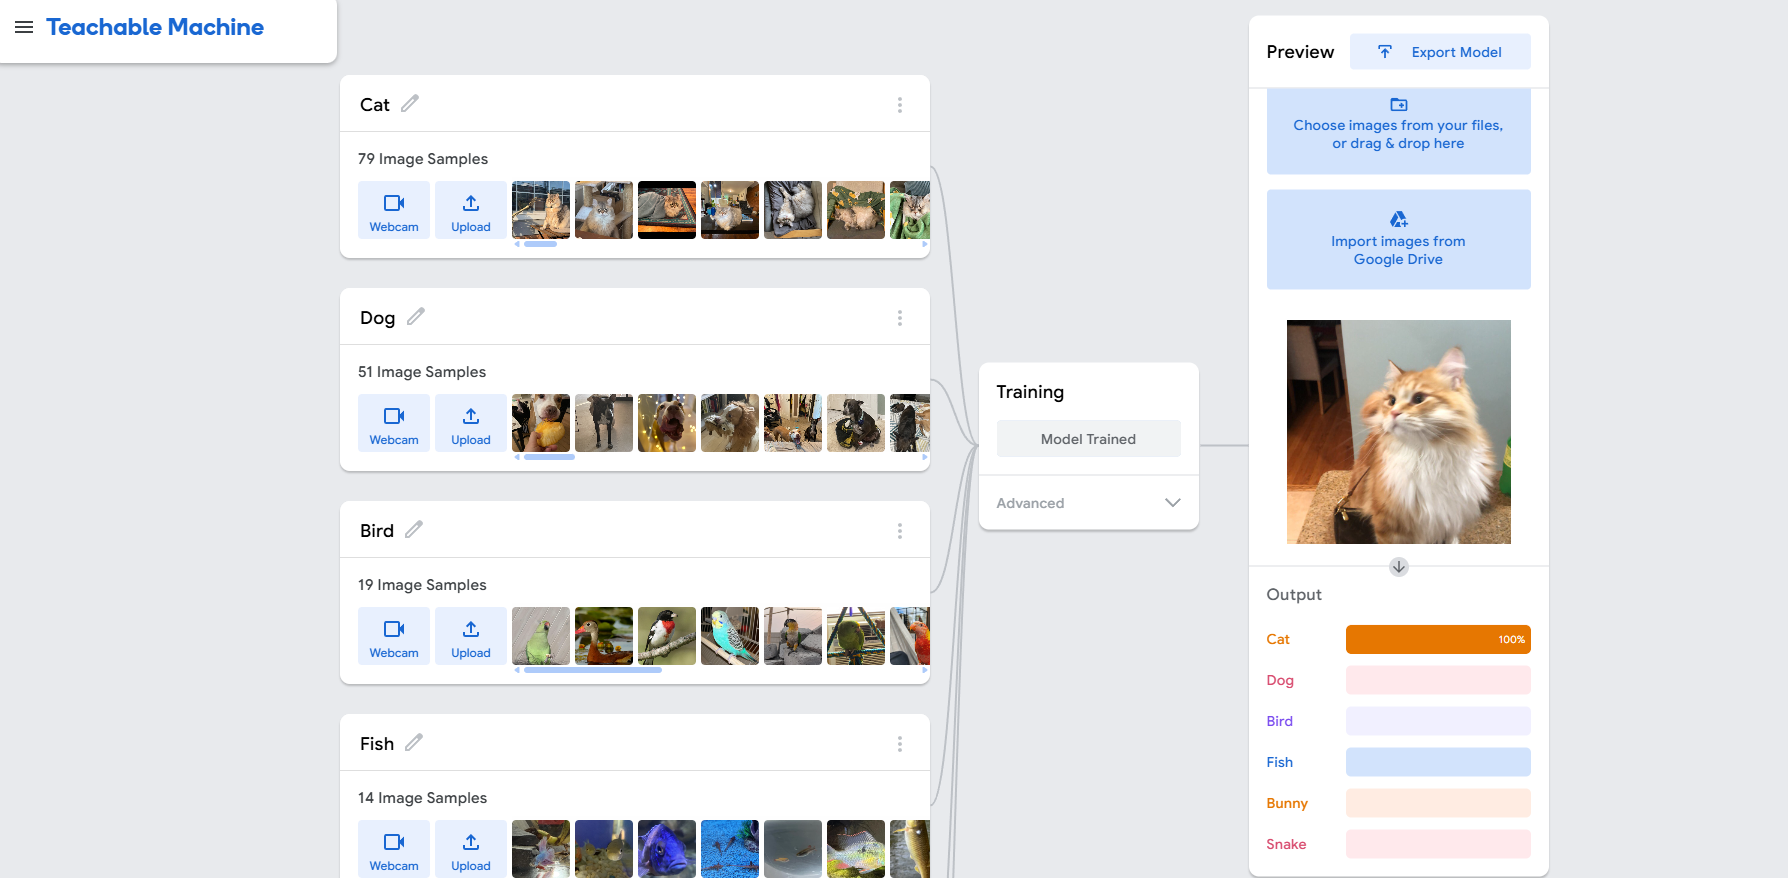 Teachable Machine
Cat
79 Image Samples
Webcam
Upload
Dog
51 Image Samples
Webcam
Upload
Bird
19 Image Samples
Webcam
Upload
Fish
14 Image Samples
Webcam
Upload
Training
Model Trained
Advanced
Preview
Export Model
Choose images from your files,
or drag & drop here
Import images from
Google Drive
Output
Cat
100%
Dog
Bird
Fish
Bunny
Snake